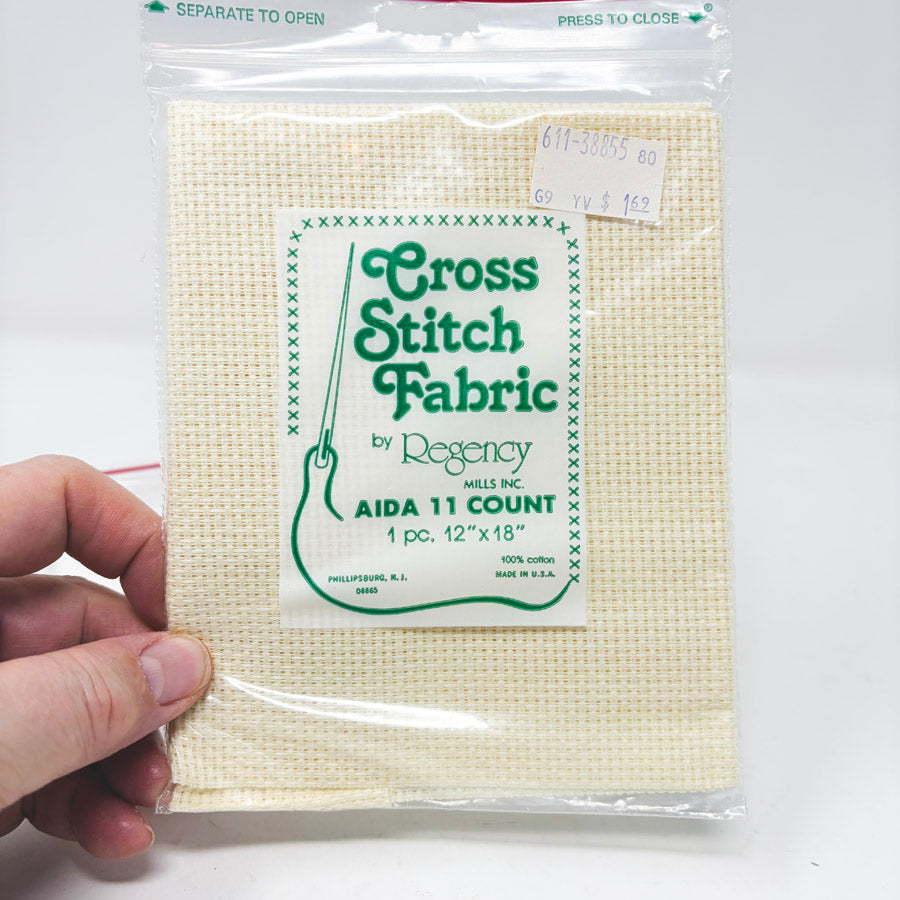 SEPARATE TO OPEN
PRESS TO CLOSE ®
611-38855 80
G9 YV $ 1.69
Cross
Stitch
Fabric
by Regency
MILLS INC.
AIDA 11 COUNT
1 pc. 12"x18"
100% cotton
PHILLIPSBURG, N.J. MADE IN U.S.A.
08865